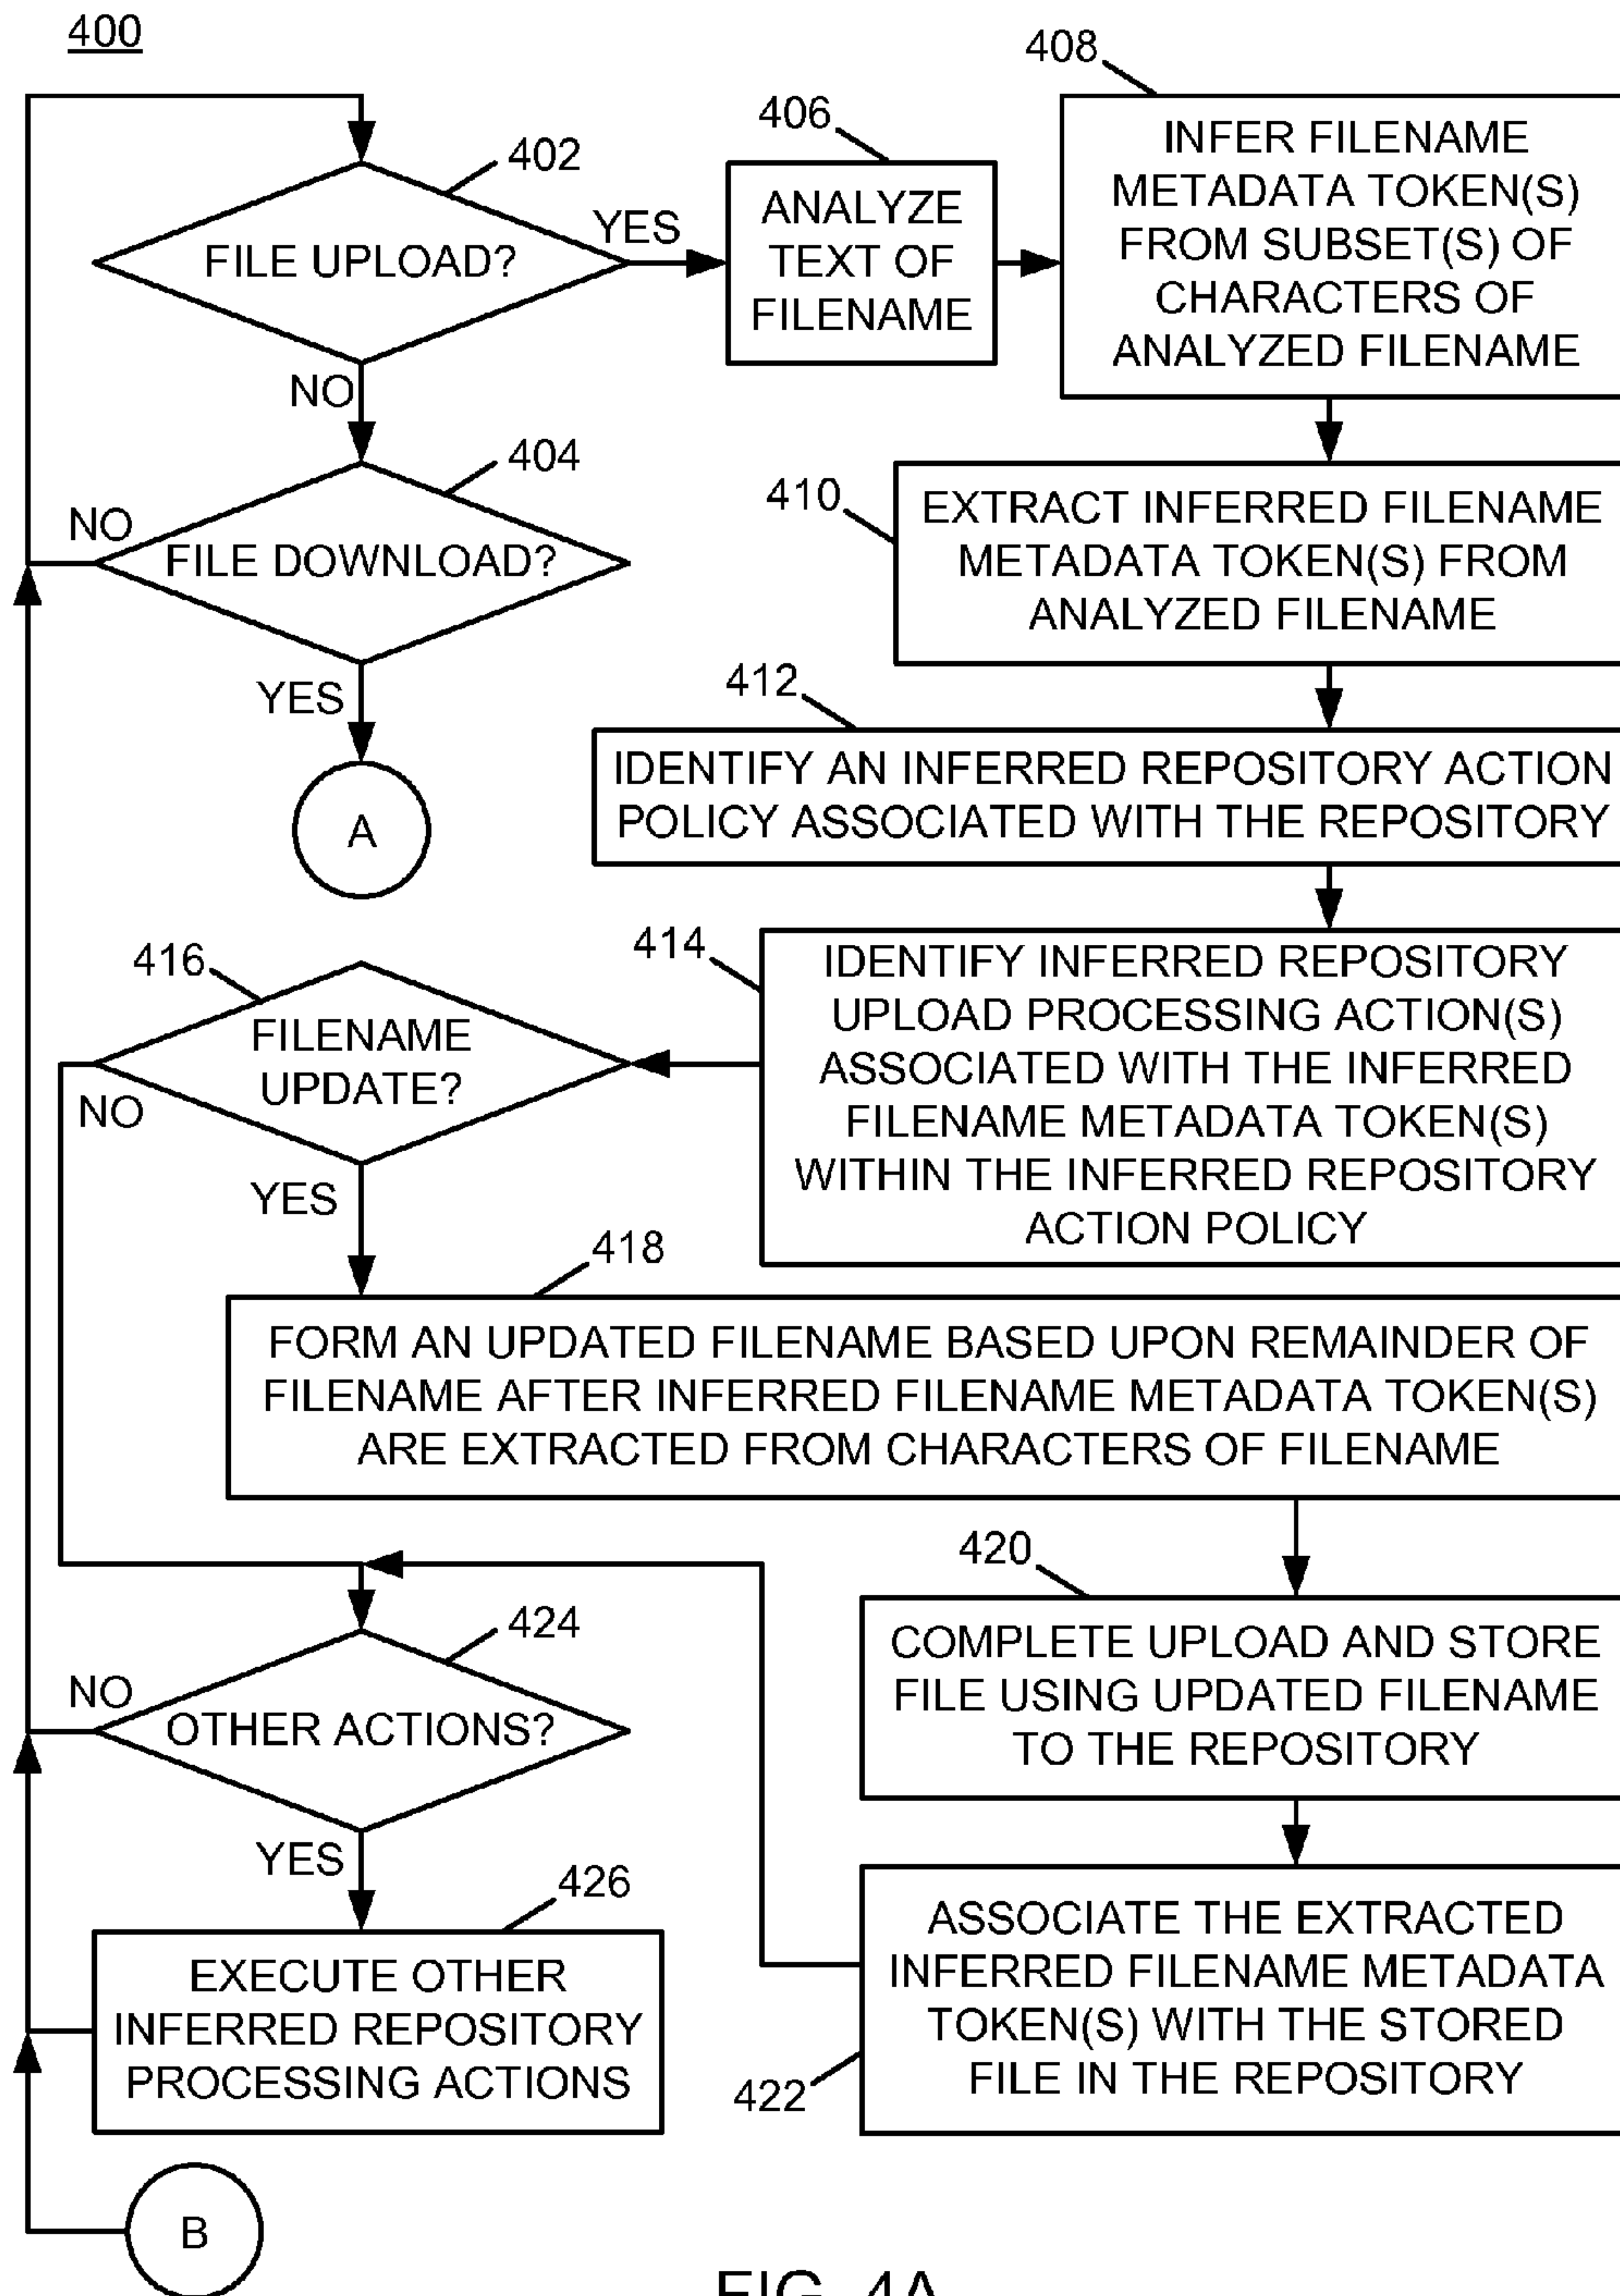 400
402
FILE UPLOAD?
YES
NO
406
ANALYZE
TEXT OF
FILENAME
408
INFER FILENAME
METADATA TOKEN(S)
FROM SUBSET(S) OF
CHARACTERS OF
ANALYZED FILENAME
404
NO
FILE DOWNLOAD?
YES
A
410
EXTRACT INFERRED FILENAME
METADATA TOKEN(S) FROM
ANALYZED FILENAME
412
IDENTIFY AN INFERRED REPOSITORY ACTION
POLICY ASSOCIATED WITH THE REPOSITORY
414
IDENTIFY INFERRED REPOSITORY
UPLOAD PROCESSING ACTION(S)
ASSOCIATED WITH THE INFERRED
FILENAME METADATA TOKEN(S)
WITHIN THE INFERRED REPOSITORY
ACTION POLICY
416
FILENAME
UPDATE?
NO
YES
418
FORM AN UPDATED FILENAME BASED UPON REMAINDER OF
FILENAME AFTER INFERRED FILENAME METADATA TOKEN(S)
ARE EXTRACTED FROM CHARACTERS OF FILENAME
420
COMPLETE UPLOAD AND STORE
FILE USING UPDATED FILENAME
TO THE REPOSITORY
422
ASSOCIATE THE EXTRACTED
INFERRED FILENAME METADATA
TOKEN(S) WITH THE STORED
FILE IN THE REPOSITORY
424
NO
OTHER ACTIONS?
YES
426
EXECUTE OTHER
INFERRED REPOSITORY
PROCESSING ACTIONS
B
FIG. 4A